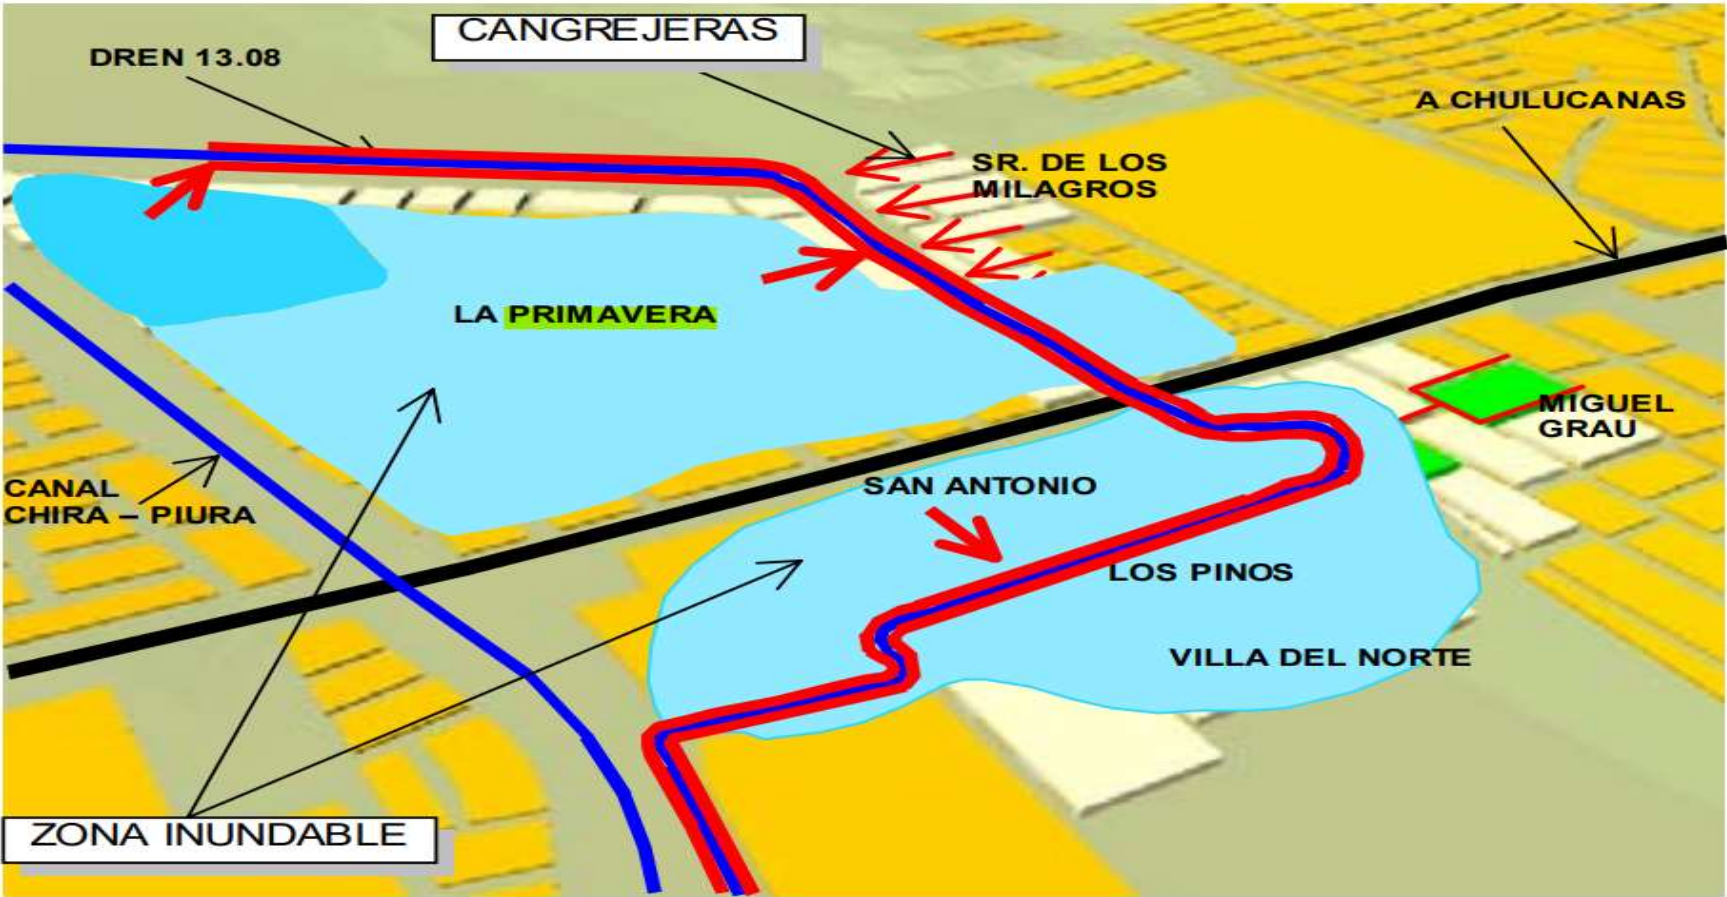 CANGREJERAS
DREN 13.08
A CHULUCANAS
SR. DE LOS
MILAGROS
LA PRIMAVERA
MIGUEL
GRAU
CANAL
CHIRA – PIURA
SAN ANTONIO
LOS PINOS
VILLA DEL NORTE
ZONA INUNDABLE